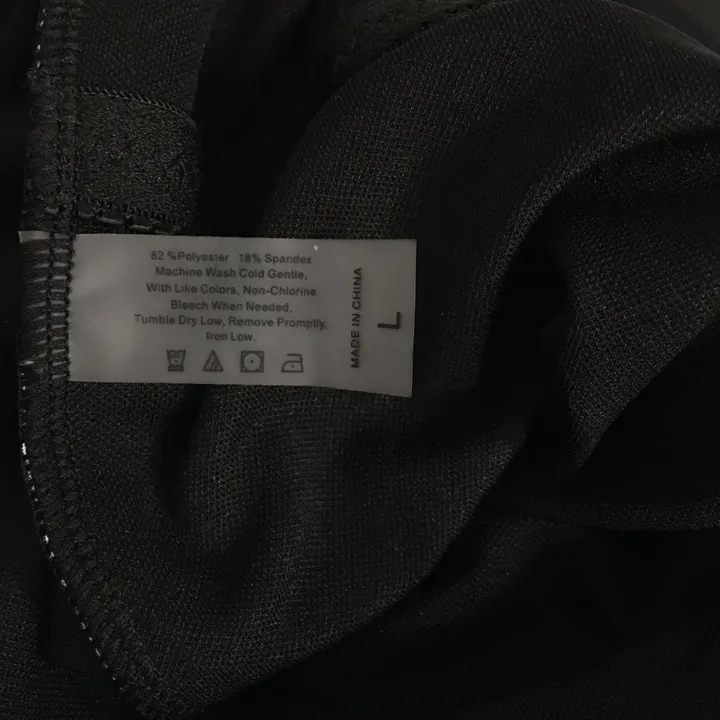 82 %Polyester 18% Spandex
Machine Wash Cold Gentle,
With Like Colors, Non-Chlorine
Bleach When Needed,
Tumble Dry Low, Remove Promptly,
Iron Low.
MADE IN CHINA
L